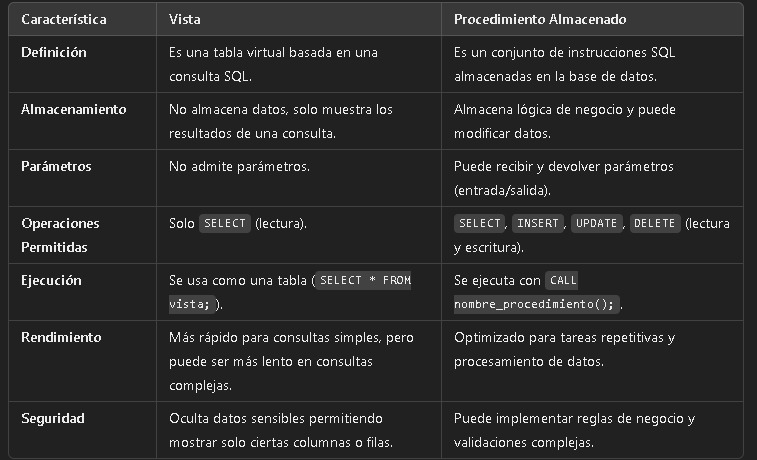 Característica Vista Procedimiento Almacenado
Definición Es una tabla virtual basada en una Es un conjunto de instrucciones SQL
consulta SQL. almacenadas en la base de datos.
Almacenamiento No almacena datos, solo muestra los Almacena lógica de negocio y puede
resultados de una consulta. modificar datos.
Parámetros No admite parámetros. Puede recibir y devolver parámetros
(entrada/salida).
Operaciones Solo SELECT (lectura). SELECT, INSERT, UPDATE, DELETE (lectura
Permitidas y escritura).
Ejecución Se usa como una tabla (SELECT * FROM Se ejecuta con CALL
vista;). nombre_procedimiento();.
Rendimiento Más rápido para consultas simples, pero Optimizado para tareas repetitivas y
puede ser más lento en consultas procesamiento de datos.
complejas.
Seguridad Oculta datos sensibles permitiendo Puede implementar reglas de negocio y
mostrar solo ciertas columnas o filas. validaciones complejas.